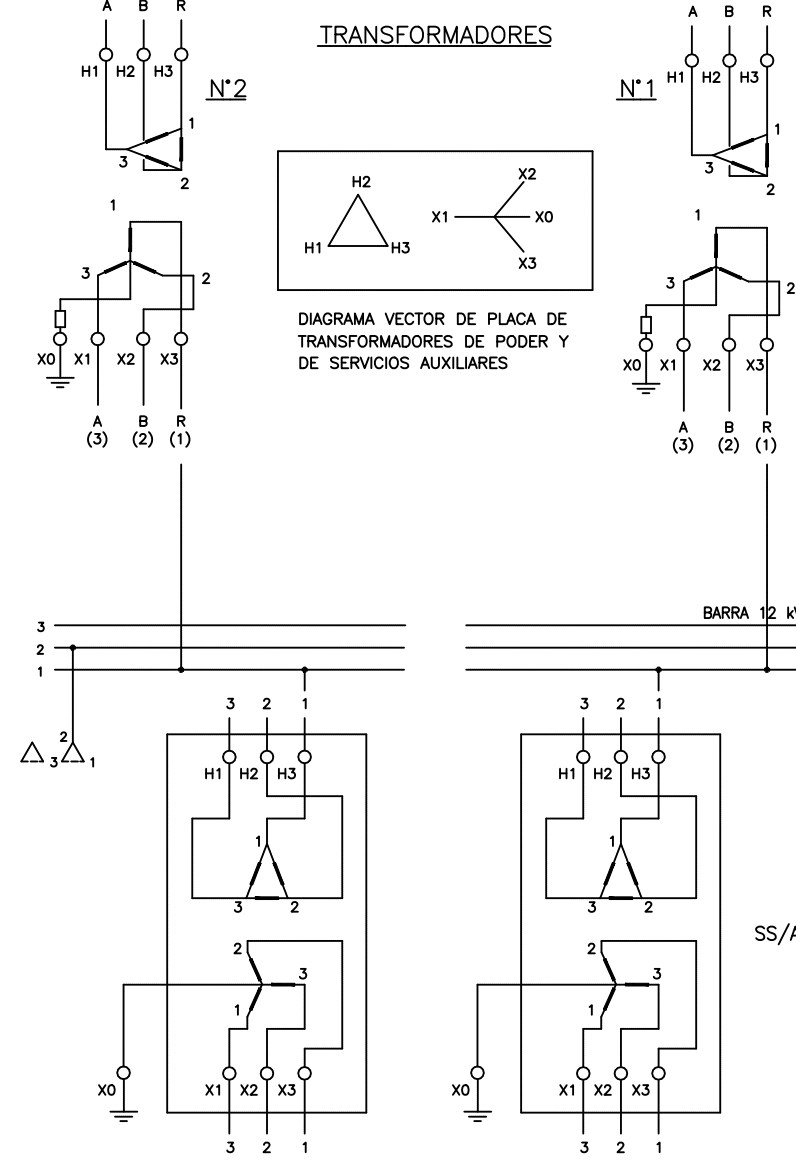 A B R
TRANSFORMADORES
A B R
H1 H2 H3
N°2
N°1
H1 H2 H3
1
3
2
1
3
2
H2
H1 H3
X2
X1 X0
X3
1
3
2
1
3
2
X0 X1 X2 X3
DIAGRAMA VECTOR DE PLACA DE
TRANSFORMADORES DE PODER Y
DE SERVICIOS AUXILIARES
X0 X1 X2 X3
A B R
(3) (2) (1)
A B R
(3) (2) (1)
BARRA 12 kV
3
2
1
2
3 1
3 2 1
3 2 1
H1 H2 H3
H1 H2 H3
1
3 2
1
3 2
SS/A
2
3
1
2
3
1
X0 X1 X2 X3
X0 X1 X2 X3
3 2 1
3 2 1